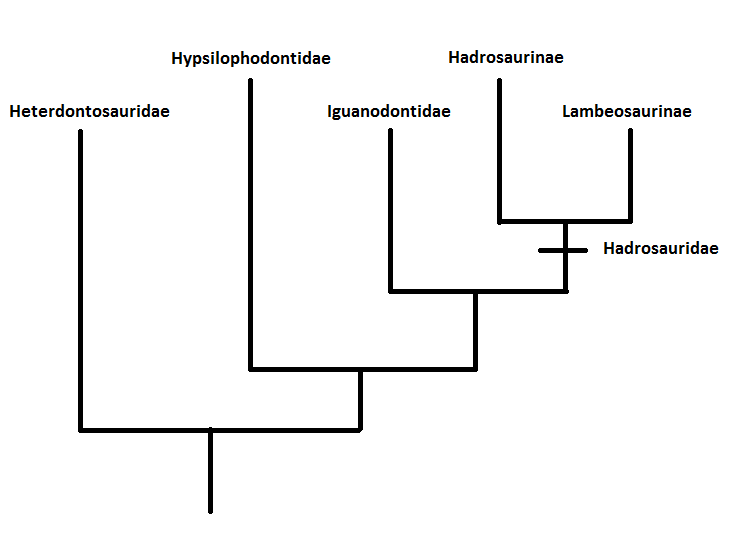 Hypsilophodontidae
Hadrosaurinae
Heterdontosauridae
Iguanodontidae
Lambeosaurinae
Hadrosauridae